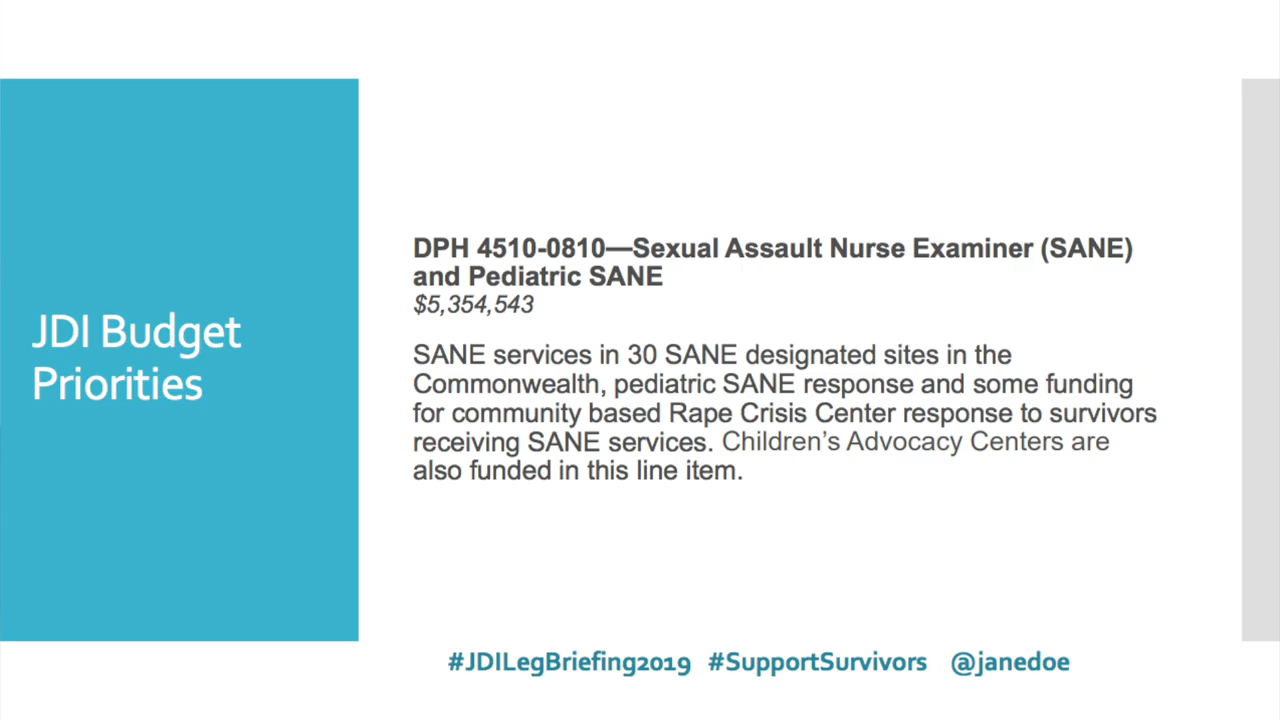 JDI Budget
Priorities
DPH 4510-0810—Sexual Assault Nurse Examiner (SANE)
and Pediatric SANE
$5,354,543
SANE services in 30 SANE designated sites in the
Commonwealth, pediatric SANE response and some funding
for community based Rape Crisis Center response to survivors
receiving SANE services. Children’s Advocacy Centers are
also funded in this line item.
#JDILegBriefing2019 #SupportSurvivors @janedoe